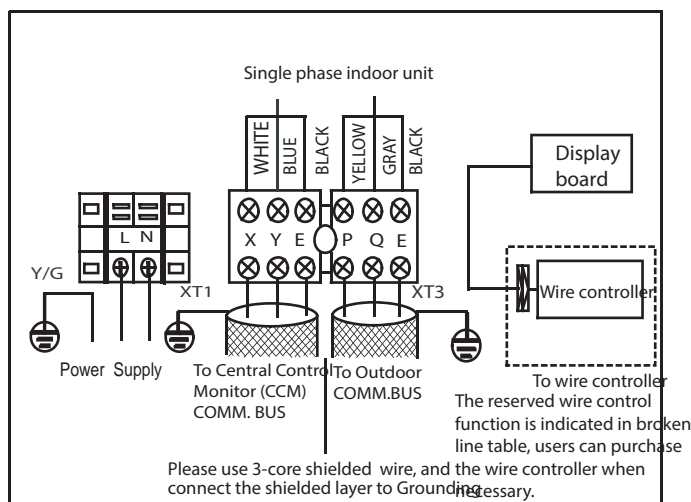 Single phase indoor unit
WHITE
BLUE
BLACK
YELLOW
GRAY
BLACK
Display
board
L N
X Y E P Q E
Y/G
XT1
XT3
Wire controller
Power Supply
To Central Control
Monitor (CCM)
COMM. BUS
To Outdoor
COMM.BUS
To wire controller
The reserved wire control
function is indicated in broken
line table, users can purchase
and the wire controller when
necessary.
Please use 3-core shielded wire,
connect the shielded layer to Grounding